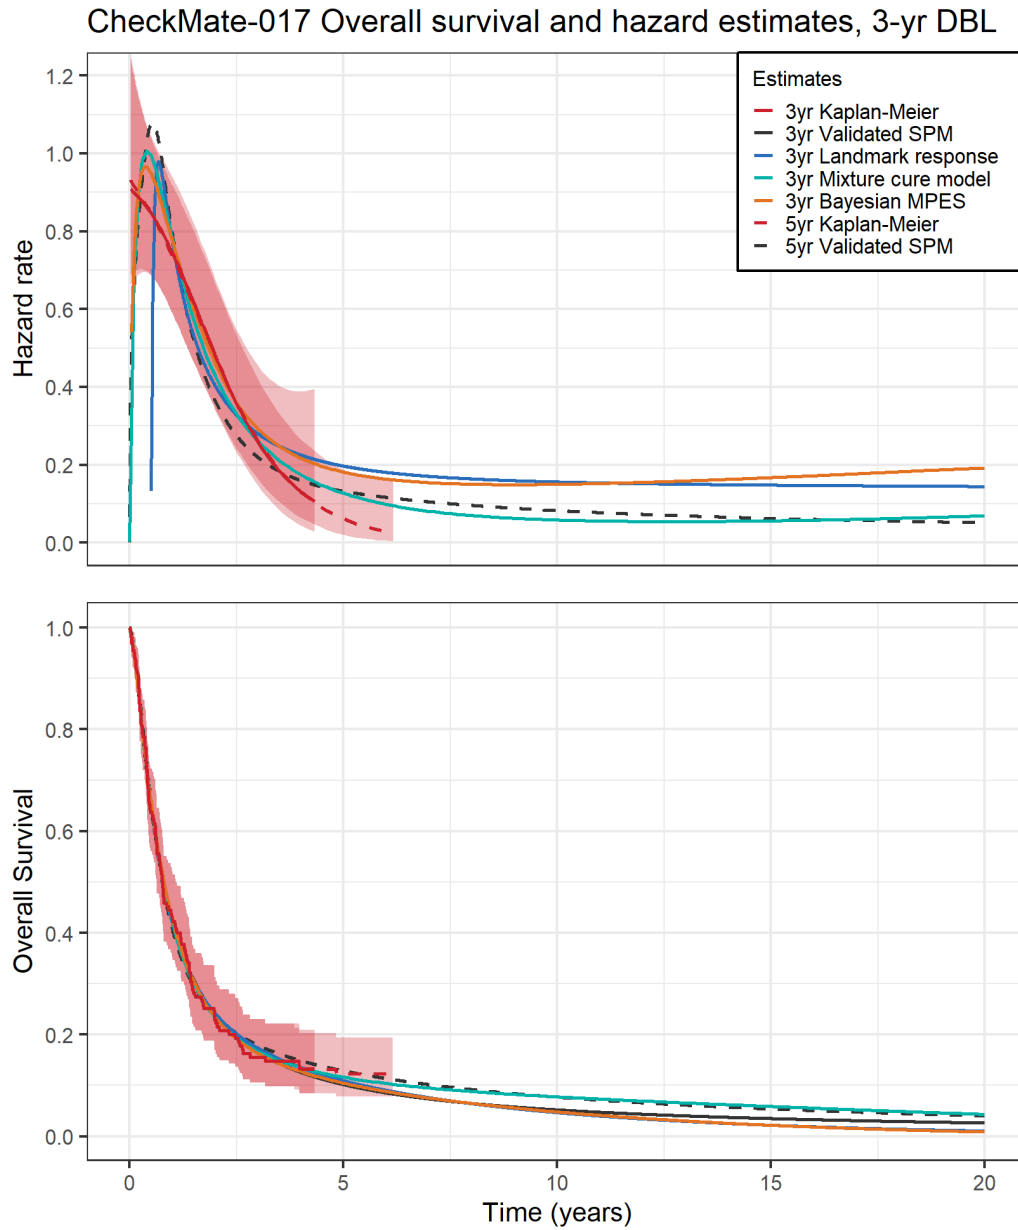 CheckMate-017 Overall survival and hazard estimates, 3-yr DBL
Estimates
3yr Kaplan-Meier
3yr Validated SPM
3yr Landmark response
3yr Mixture cure model
3yr Bayesian MPES
5yr Kaplan-Meier
5yr Validated SPM
Hazard rate
1.2
1.0
0.8
0.6
0.4
0.2
0.0
Overall Survival
1.0
0.8
0.6
0.4
0.2
0.0
0 5 10 15 20
Time (years)